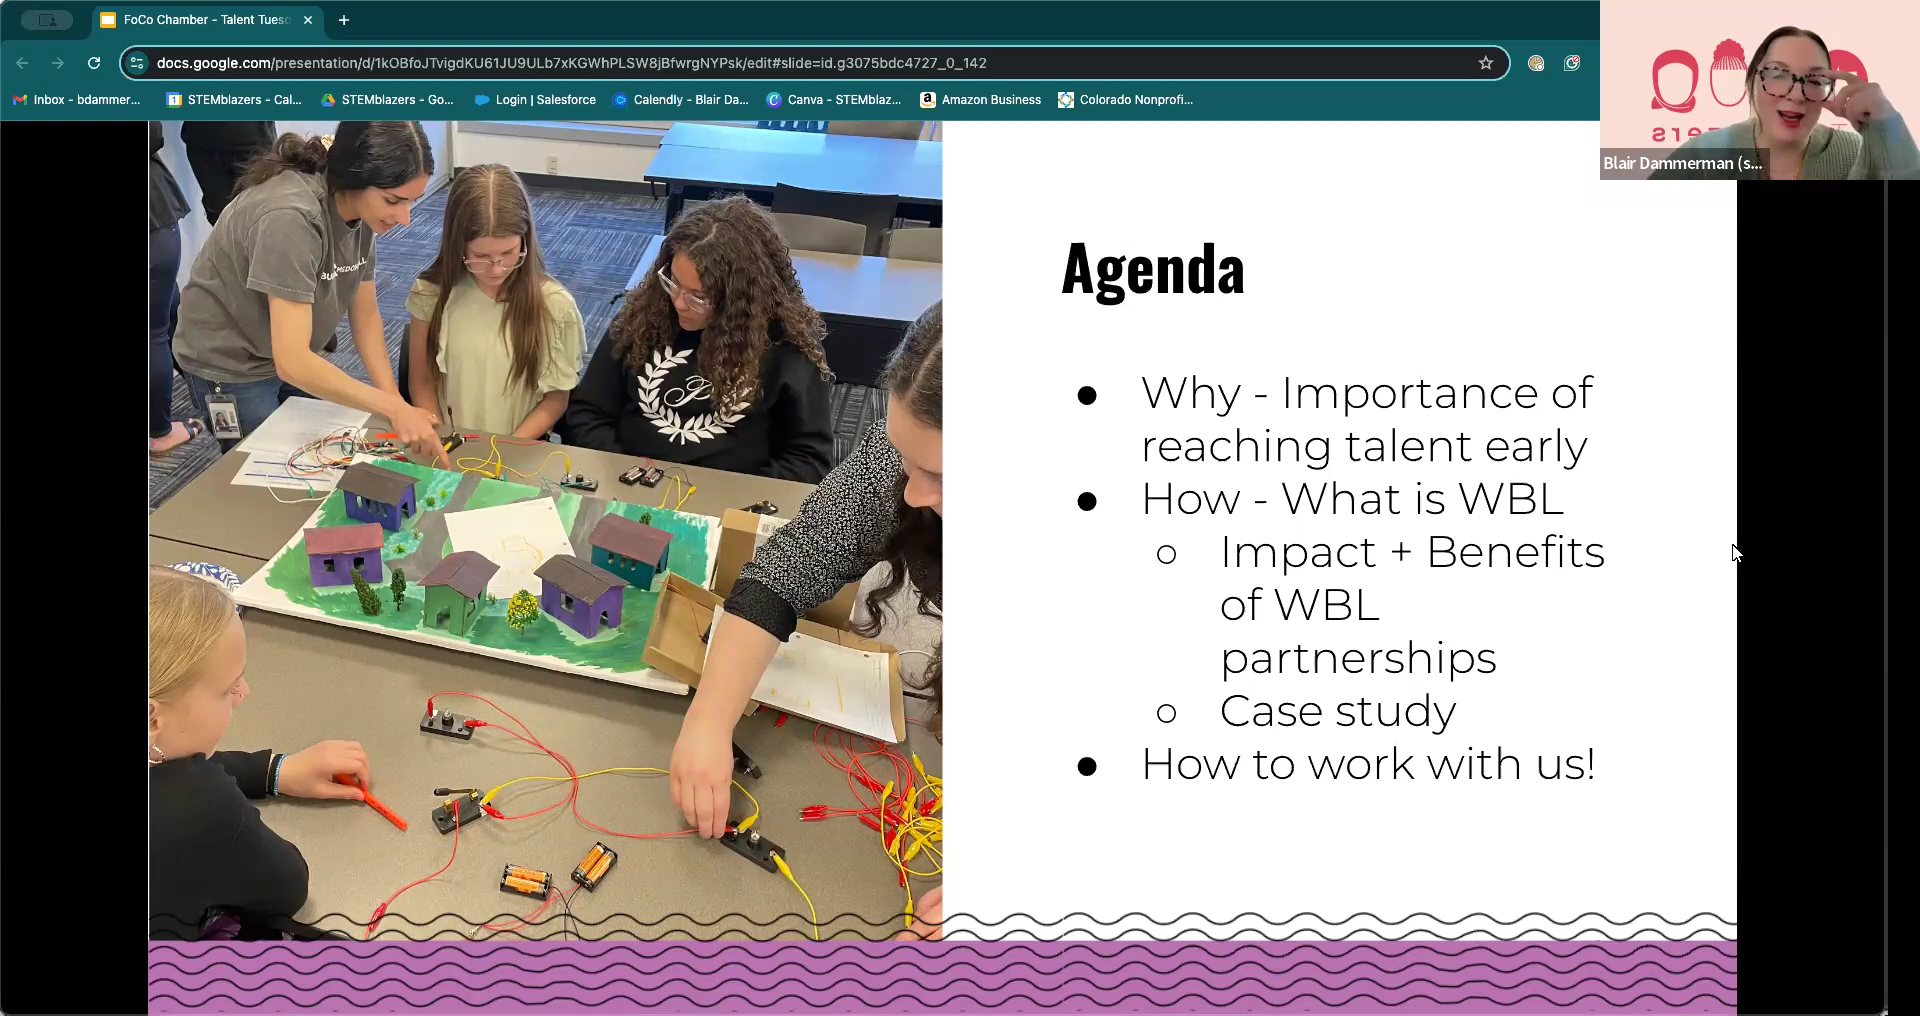 FoCo Chamber - Talent Tuesd
docs.google.com/presentation/d/1kOBfoJTvigdKU61JU9ULb7xKGWhPLSW8jBfwrgNYPsk/edit#slide=id.g3075bdc4727_0_142
Inbox - bdammer...
STEMblazers - Cal...
STEMblazers - Go...
Login | Salesforce
Calendly - Blair Da...
Canva - STEMblaz...
Amazon Business
Colorado Nonprofi...
Blair Dammerman (s...
Agenda
● Why - Importance of
reaching talent early
● How - What is WBL
○ Impact + Benefits
of WBL
partnerships
○ Case study
● How to work with us!